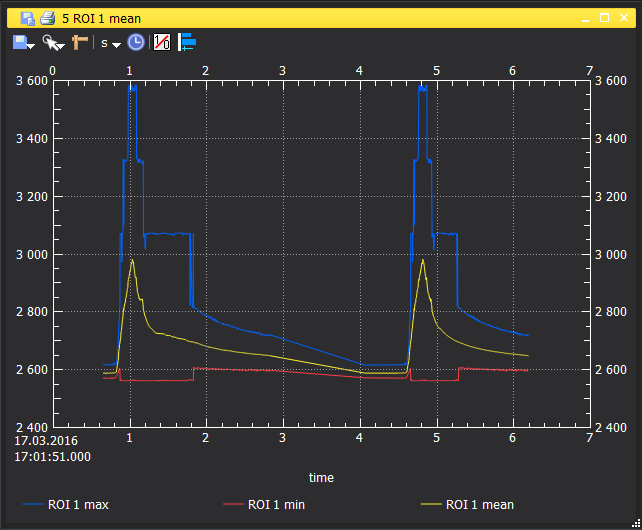 5 ROI 1 mean
s
1/0
0 1 2 3 4 5 6 7
3 600 3 600
3 400 3 400
3 200 3 200
3 000 3 000
2 800 2 800
2 600 2 600
2 400 2 400
1 2 3 4 5 6 7
17.03.2016
17:01:51.000
time
ROI 1 max ROI 1 min ROI 1 mean